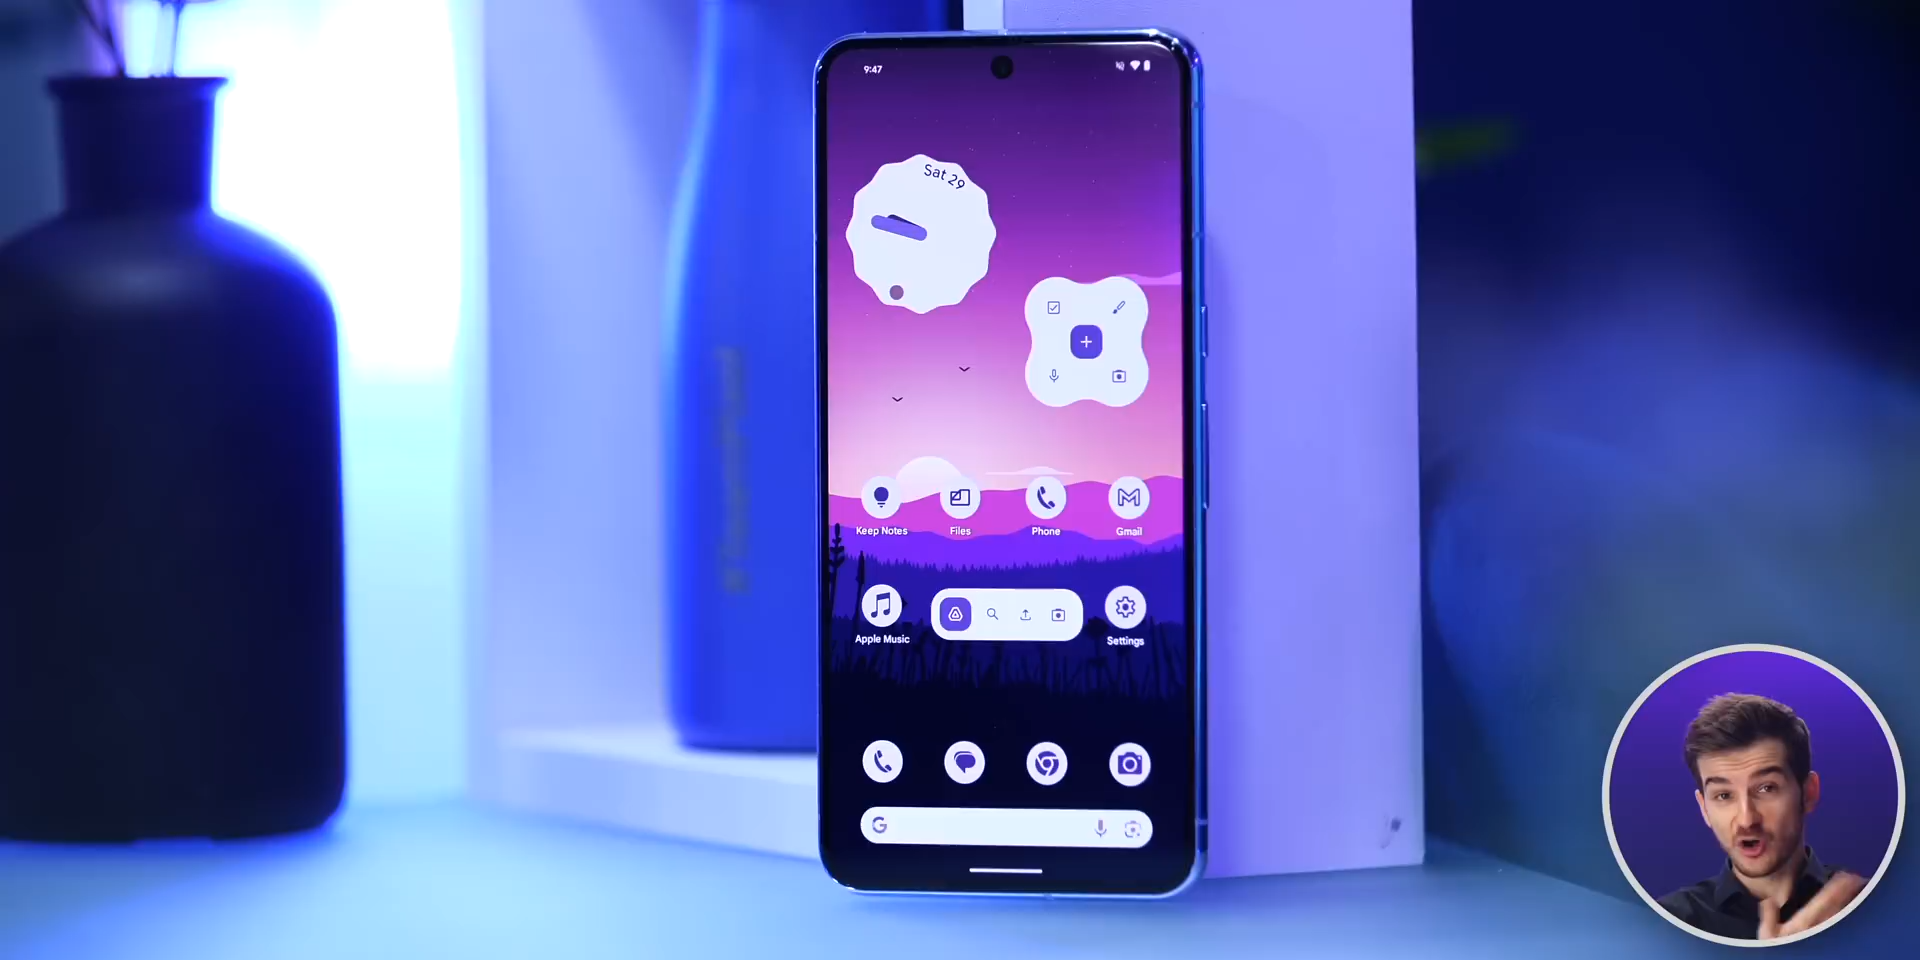 9:47
Sat 29
Keep Notes
Files
Phone
Gmail
Apple Music
Settings
G